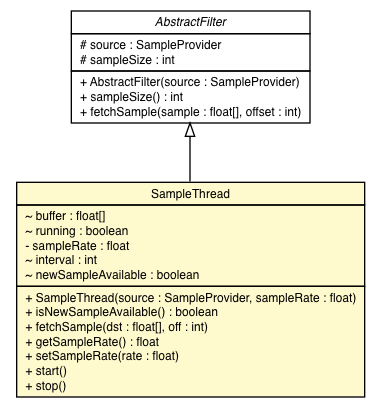 AbstractFilter
# source : SampleProvider
# sampleSize : int
+ AbstractFilter(source : SampleProvider)
+ sampleSize() : int
+ fetchSample(sample : float[], offset : int)
SampleThread
~ buffer : float[]
~ running : boolean
- sampleRate : float
~ interval : int
~ newSampleAvailable : boolean
+ SampleThread(source : SampleProvider, sampleRate : float)
+ isNewSampleAvailable() : boolean
+ fetchSample(dst : float[], off : int)
+ getSampleRate() : float
+ setSampleRate(rate : float)
+ start()
+ stop()